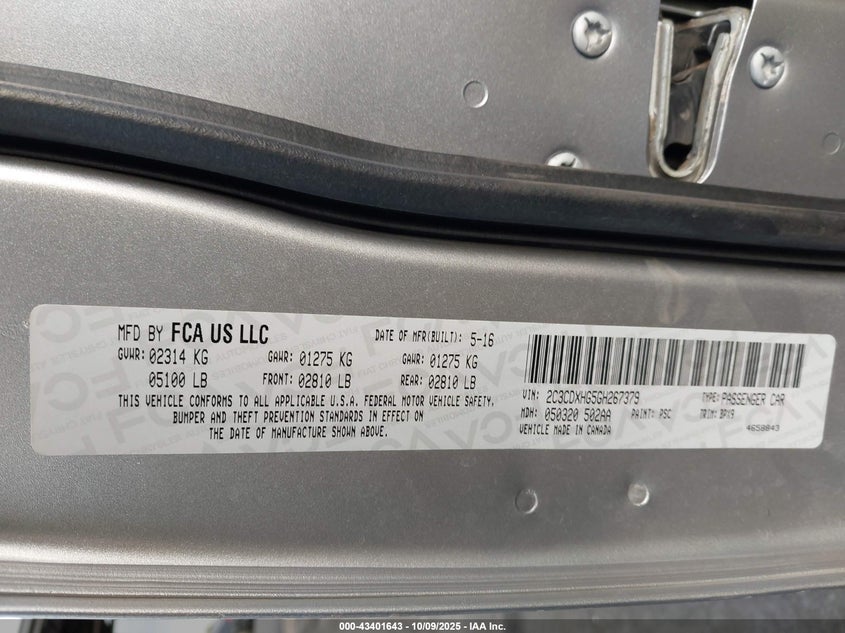 MFD BY FCA US LLC DATE OF MFR(BUILT): 5-16
GVWR: 02314 KG GAWR: 01275 KG GAWR: 01275 KG
05100 LB FRONT: 02810 LB REAR: 02810 LB
THIS VEHICLE CONFORMS TO ALL APPLICABLE U.S.A. FEDERAL MOTOR VEHICLE SAFETY,
BUMPER AND THEFT PREVENTION STANDARDS IN EFFECT ON
THE DATE OF MANUFACTURE SHOWN ABOVE.
VIN: 2C3CDXHG5GH267379 TYPE: PASSENGER CAR
MDH: 050320 502AA PAINT: PSC TRIM: BPX9
VEHICLE MADE IN CANADA 4658843
000-43401643 - 10/09/2025 - IAA Inc.